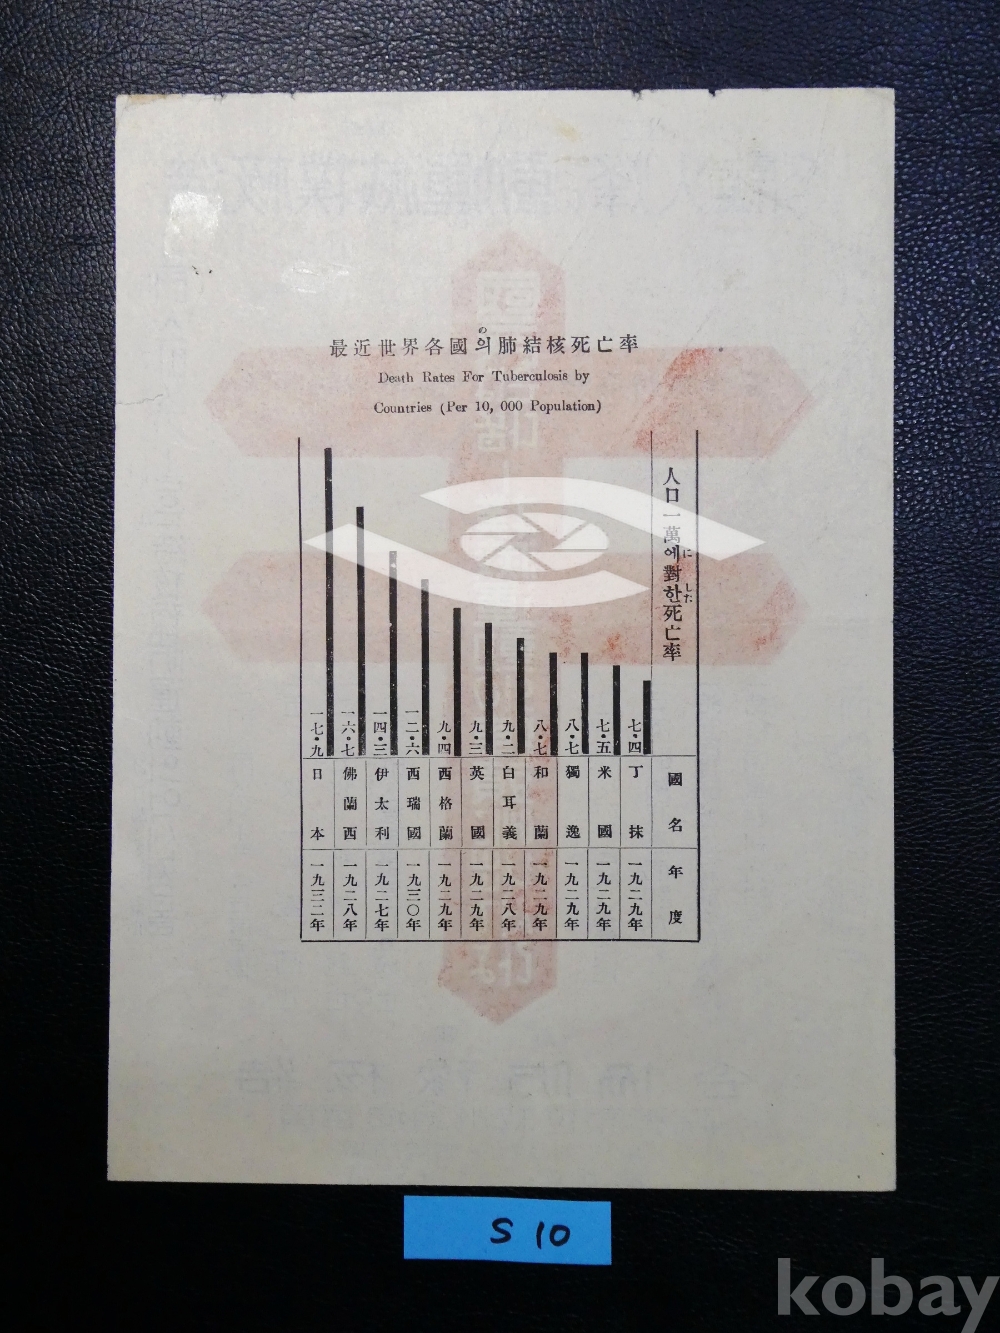 の
最近世界各國의肺結核死亡率
Death Rates For Tuberculosis by
Countries (Per 10,000 Population)
人口一萬에對한死亡率
に した
國名 年度
七・四 丁抹 一九二九年
七・五 米國 一九二九年
八・七 獨逸 一九二九年
八・七 和蘭 一九二九年
九・二 白耳義 一九二八年
九・三 英國 一九二九年
九・四 西格蘭 一九二九年
一二・六 西瑞國 一九三〇年
一四・三 伊太利 一九二七年
一六・七 佛蘭西 一九二八年
一七・九 日本 一九三二年
S 10
kobay